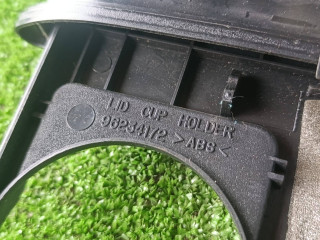 LID CUP HOLDER
96234172 >ABS<